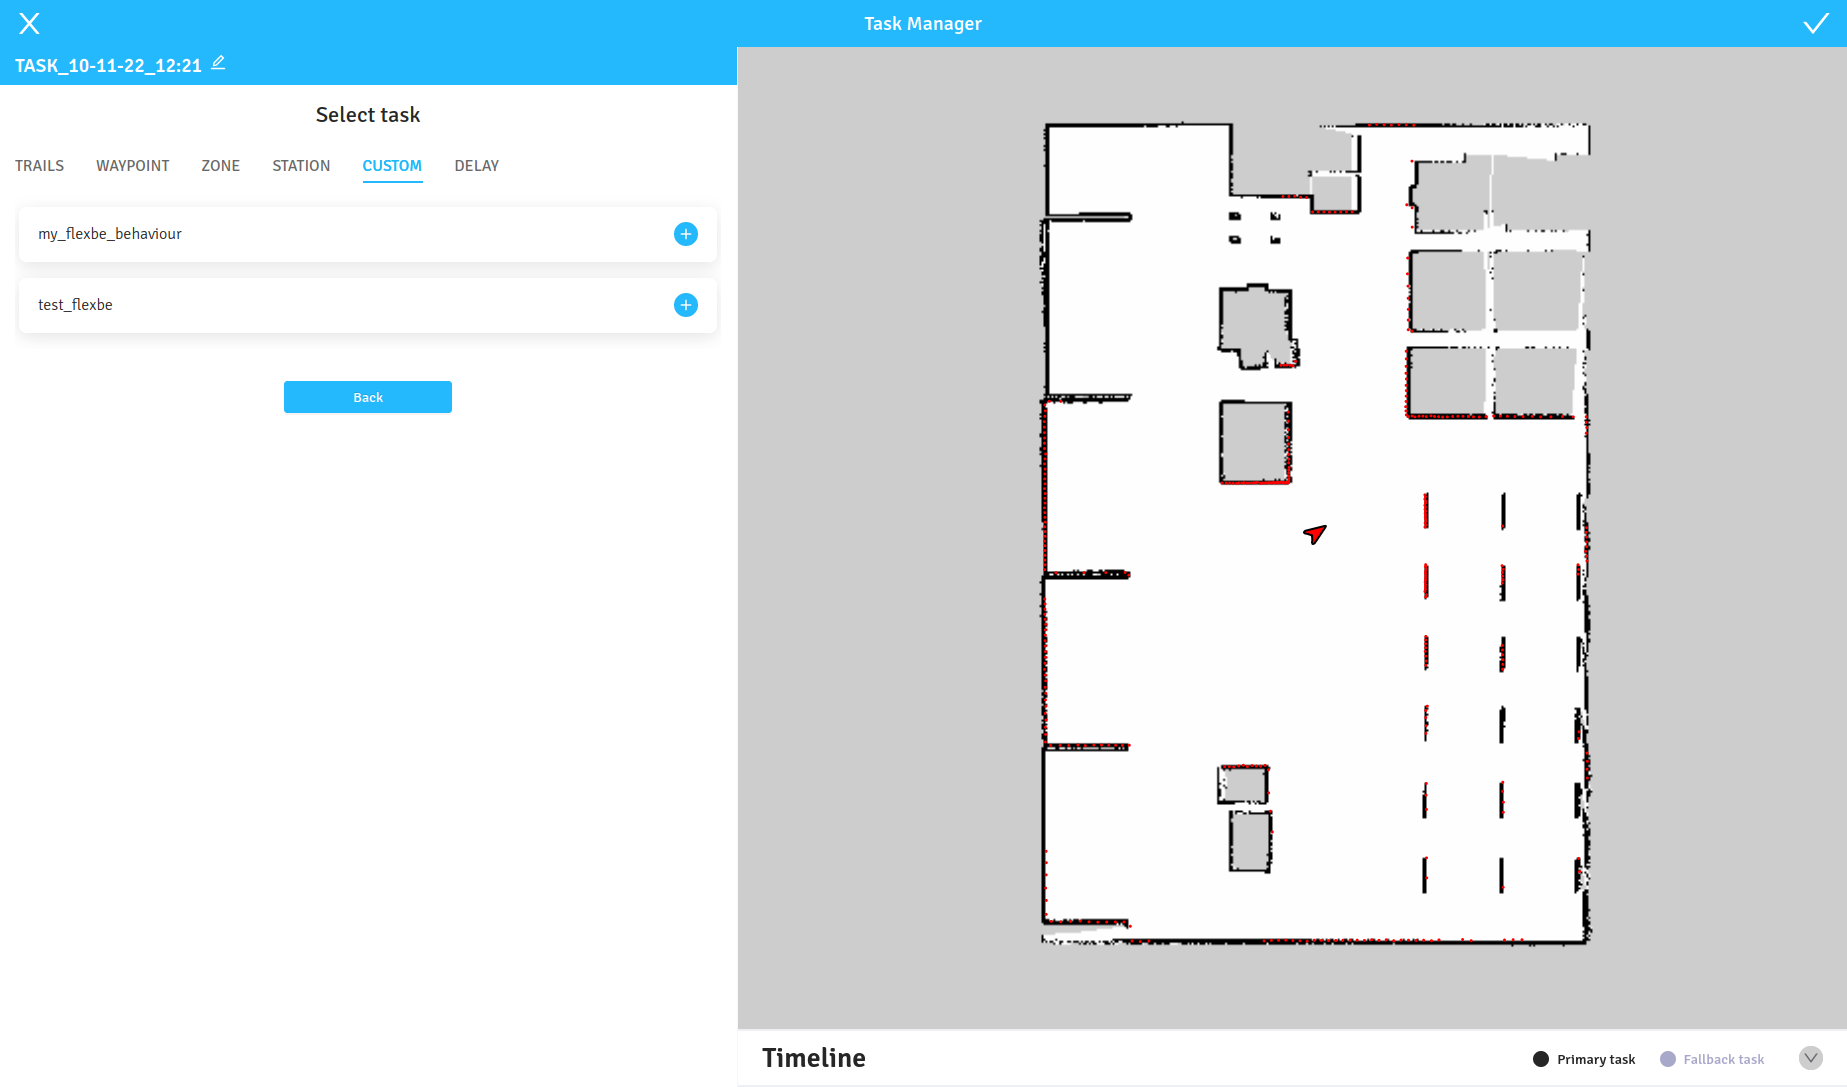 Task Manager
TASK_10-11-22_12:21
Select task
TRAILS WAYPOINT ZONE STATION CUSTOM DELAY
my_flexbe_behaviour
test_flexbe
Back
Timeline
Primary task Fallback task